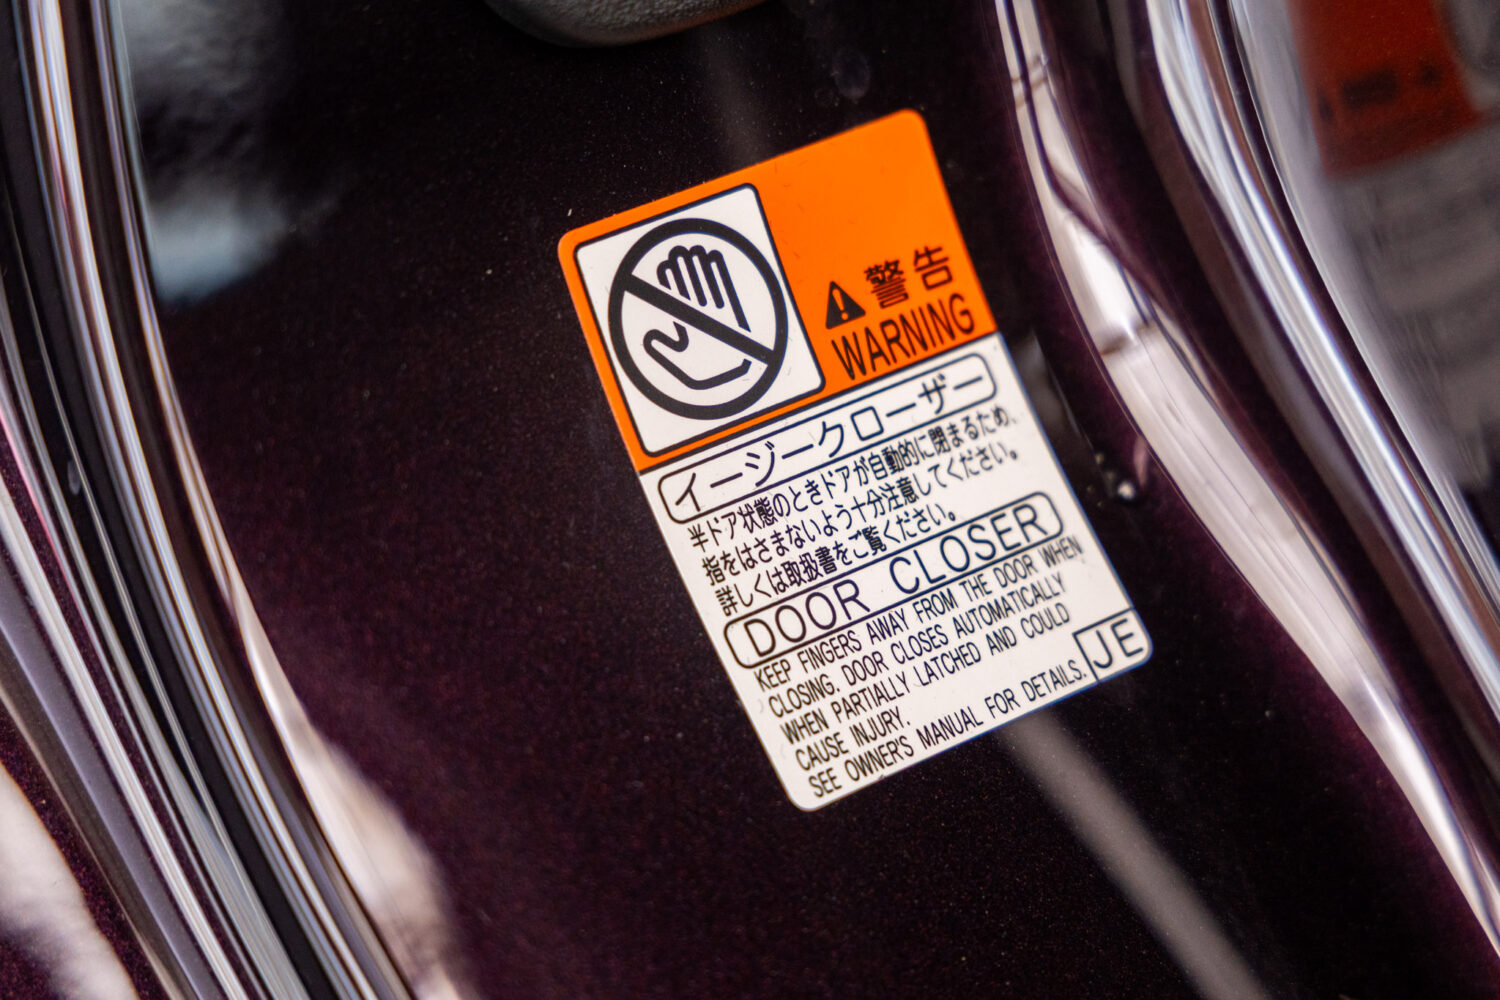 警告
WARNING
イージークローザー
半ドア状態のときドアが自動的に閉まるため、
指をはさまないよう十分注意してください。
詳しくは取扱書をご覧ください。
DOOR CLOSER
KEEP FINGERS AWAY FROM THE DOOR WHEN
CLOSING. DOOR CLOSES AUTOMATICALLY
WHEN PARTIALLY LATCHED AND COULD
CAUSE INJURY.
SEE OWNER'S MANUAL FOR DETAILS.
JE